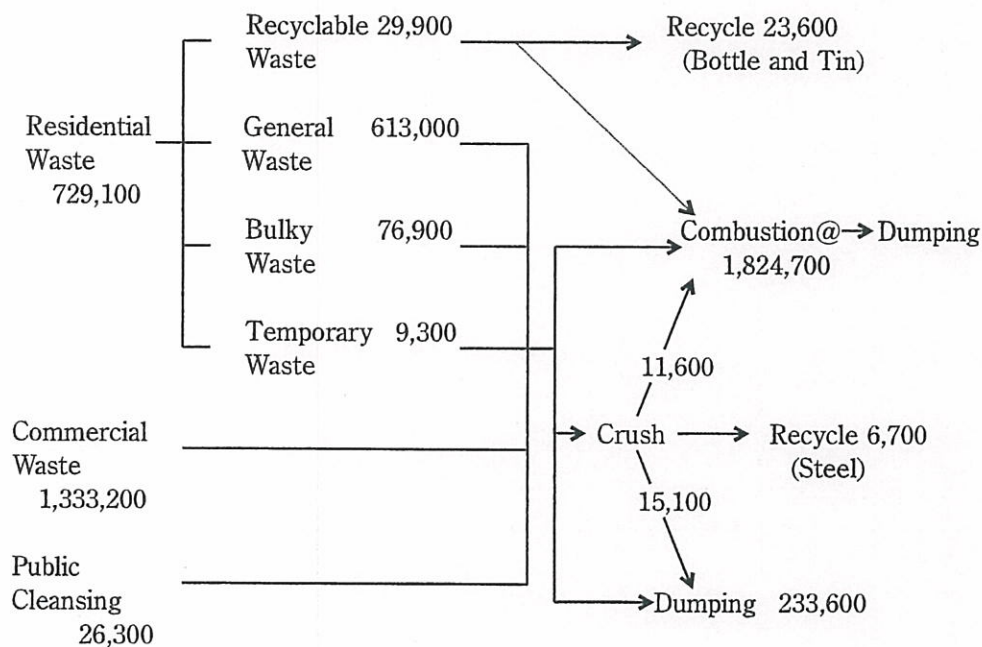 Recyclable 29,900
Waste
Recycle 23,600
(Bottle and Tin)
Residential
Waste
729,100
General 613,000
Waste
Bulky 76,900
Waste
Combustion@
1,824,700
Dumping
Temporary 9,300
Waste
11,600
Commercial
Waste
1,333,200
Crush
Recycle 6,700
(Steel)
15,100
Public
Cleansing
26,300
Dumping 233,600